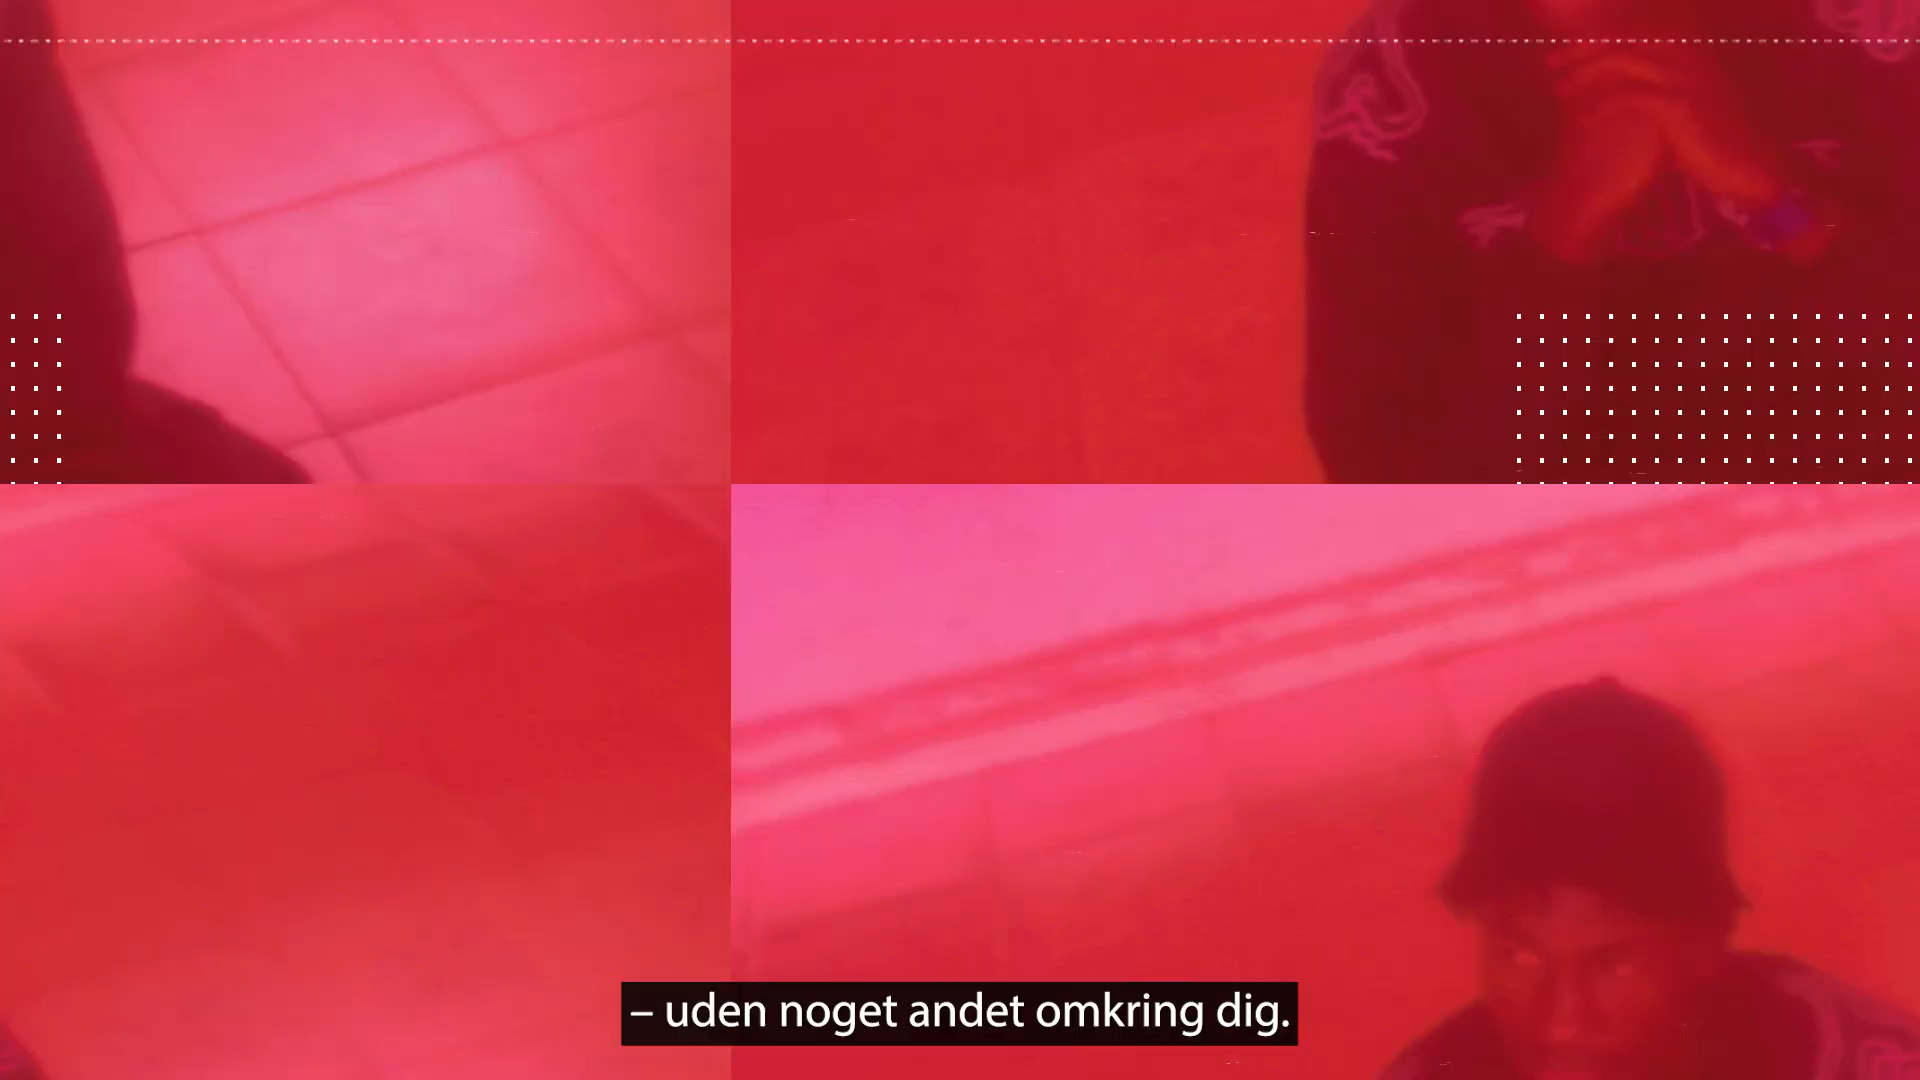 – uden noget andet omkring dig.